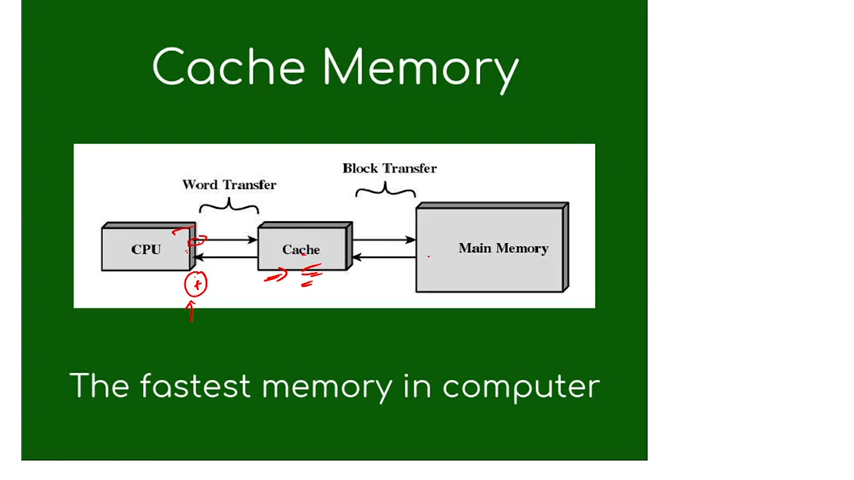 Cache Memory
Block Transfer
Word Transfer
CPU
Cache
Main Memory
The fastest memory in computer